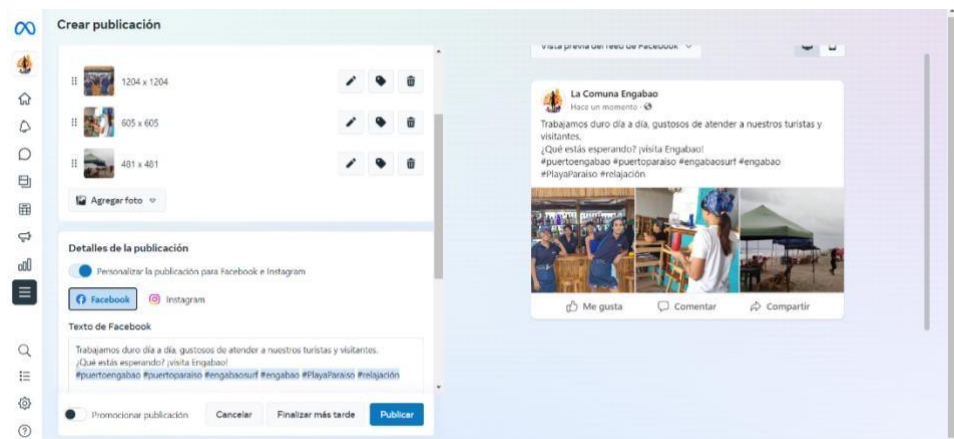 Crear publicación
1204 x 1204
605 x 605
481 x 481
Agregar foto
Detalles de la publicación
Personalizar la publicación para Facebook e Instagram
Facebook
Instagram
Texto de Facebook
Trabajamos duro día a día, gustosos de atender a nuestros turistas y visitantes.
¿Qué estás esperando? ¡visita Engabao!
#puertoengabao #puertoparaiso #engabaosurf #engabao #PlayaParaiso #relajación
Promocionar publicación
Cancelar
Finalizar más tarde
Publicar
Vista previa del feed de Facebook
La Comuna Engabao
Hace un momento ·
Trabajamos duro día a día, gustosos de atender a nuestros turistas y
visitantes.
¿Qué estás esperando? ¡visita Engabao!
#puertoengabao #puertoparaiso #engabaosurf #engabao
#PlayaParaiso #relajación
Me gusta
Comentar
Compartir